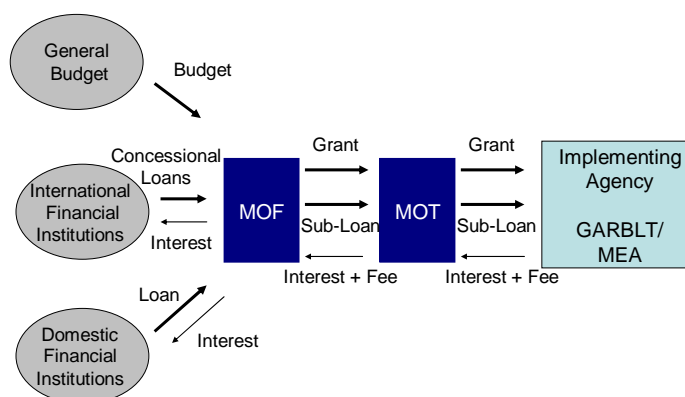 General
Budget
Budget
Concessional
Loans
International
Financial
Institutions
Interest
Loan
Interest
Domestic
Financial
Institutions
MOF
Grant
Sub-Loan
Interest + Fee
MOT
Grant
Sub-Loan
Interest + Fee
Implementing
Agency
GARBLT/
MEA